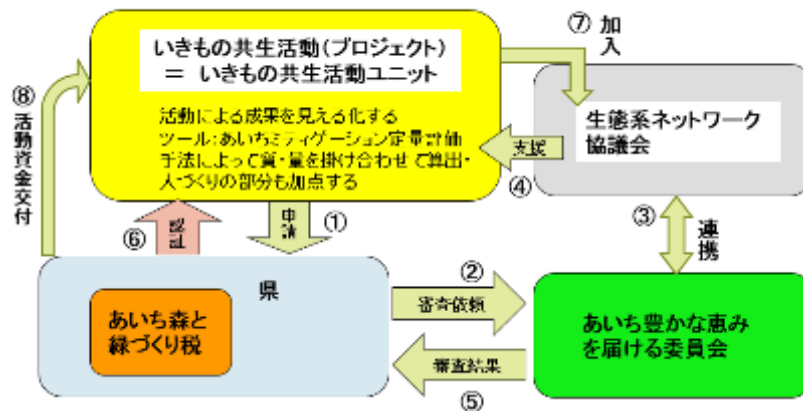 いきもの共生活動(プロジェクト)
= いきもの共生活動ユニット
活動による成果を見える化する
ツール:あいちミティゲーション定量評価
手法によって質・量を掛け合わせて算出・
人づくりの部分も加点する
⑦
加入
生態系ネットワーク
協議会
支援
④
⑧
活動資金交付
⑥
認証
申請
①
③
連携
県
あいち森と
緑づくり税
②
審査依頼
審査結果
⑤
あいち豊かな恵み
を届ける委員会